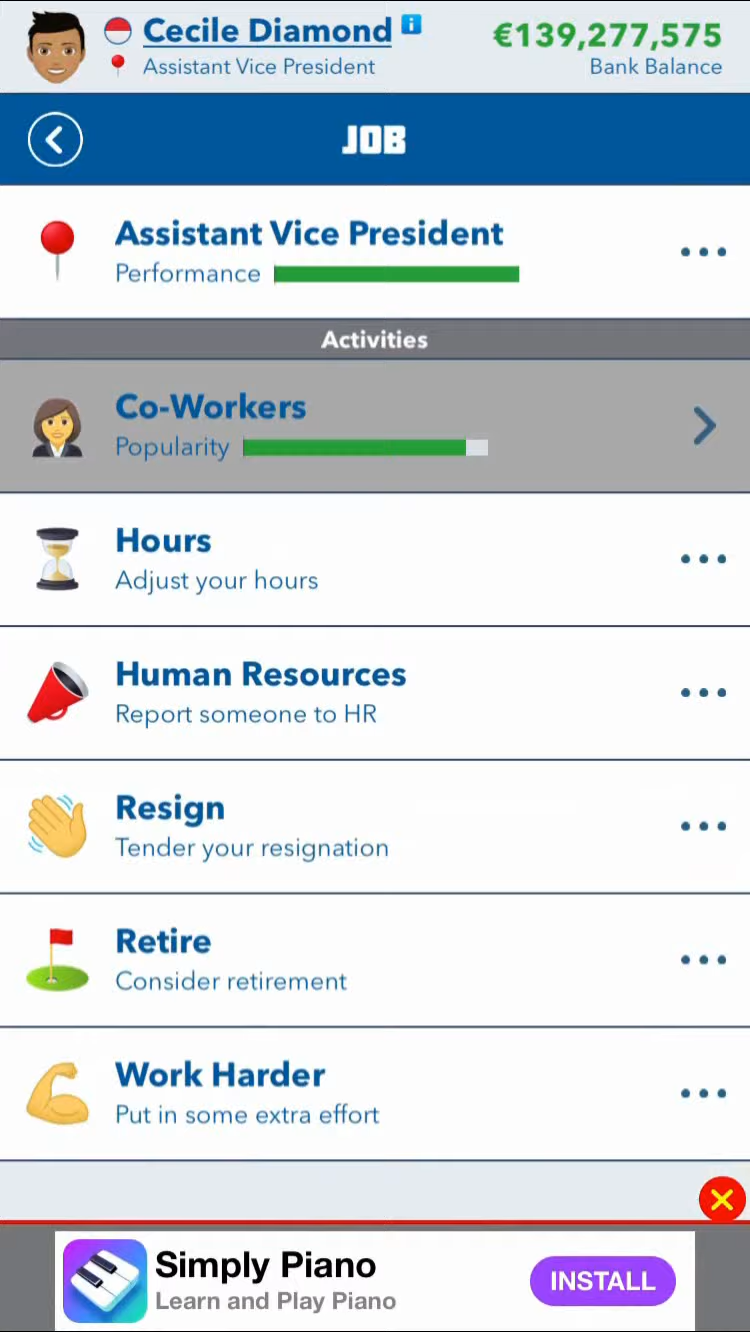 Cecile Diamond i
€139,277,575
Assistant Vice President
Bank Balance
JOB
Assistant Vice President
Performance
Activities
Co-Workers
Popularity
Hours
Adjust your hours
Human Resources
Report someone to HR
Resign
Tender your resignation
Retire
Consider retirement
Work Harder
Put in some extra effort
Simply Piano
Learn and Play Piano
INSTALL